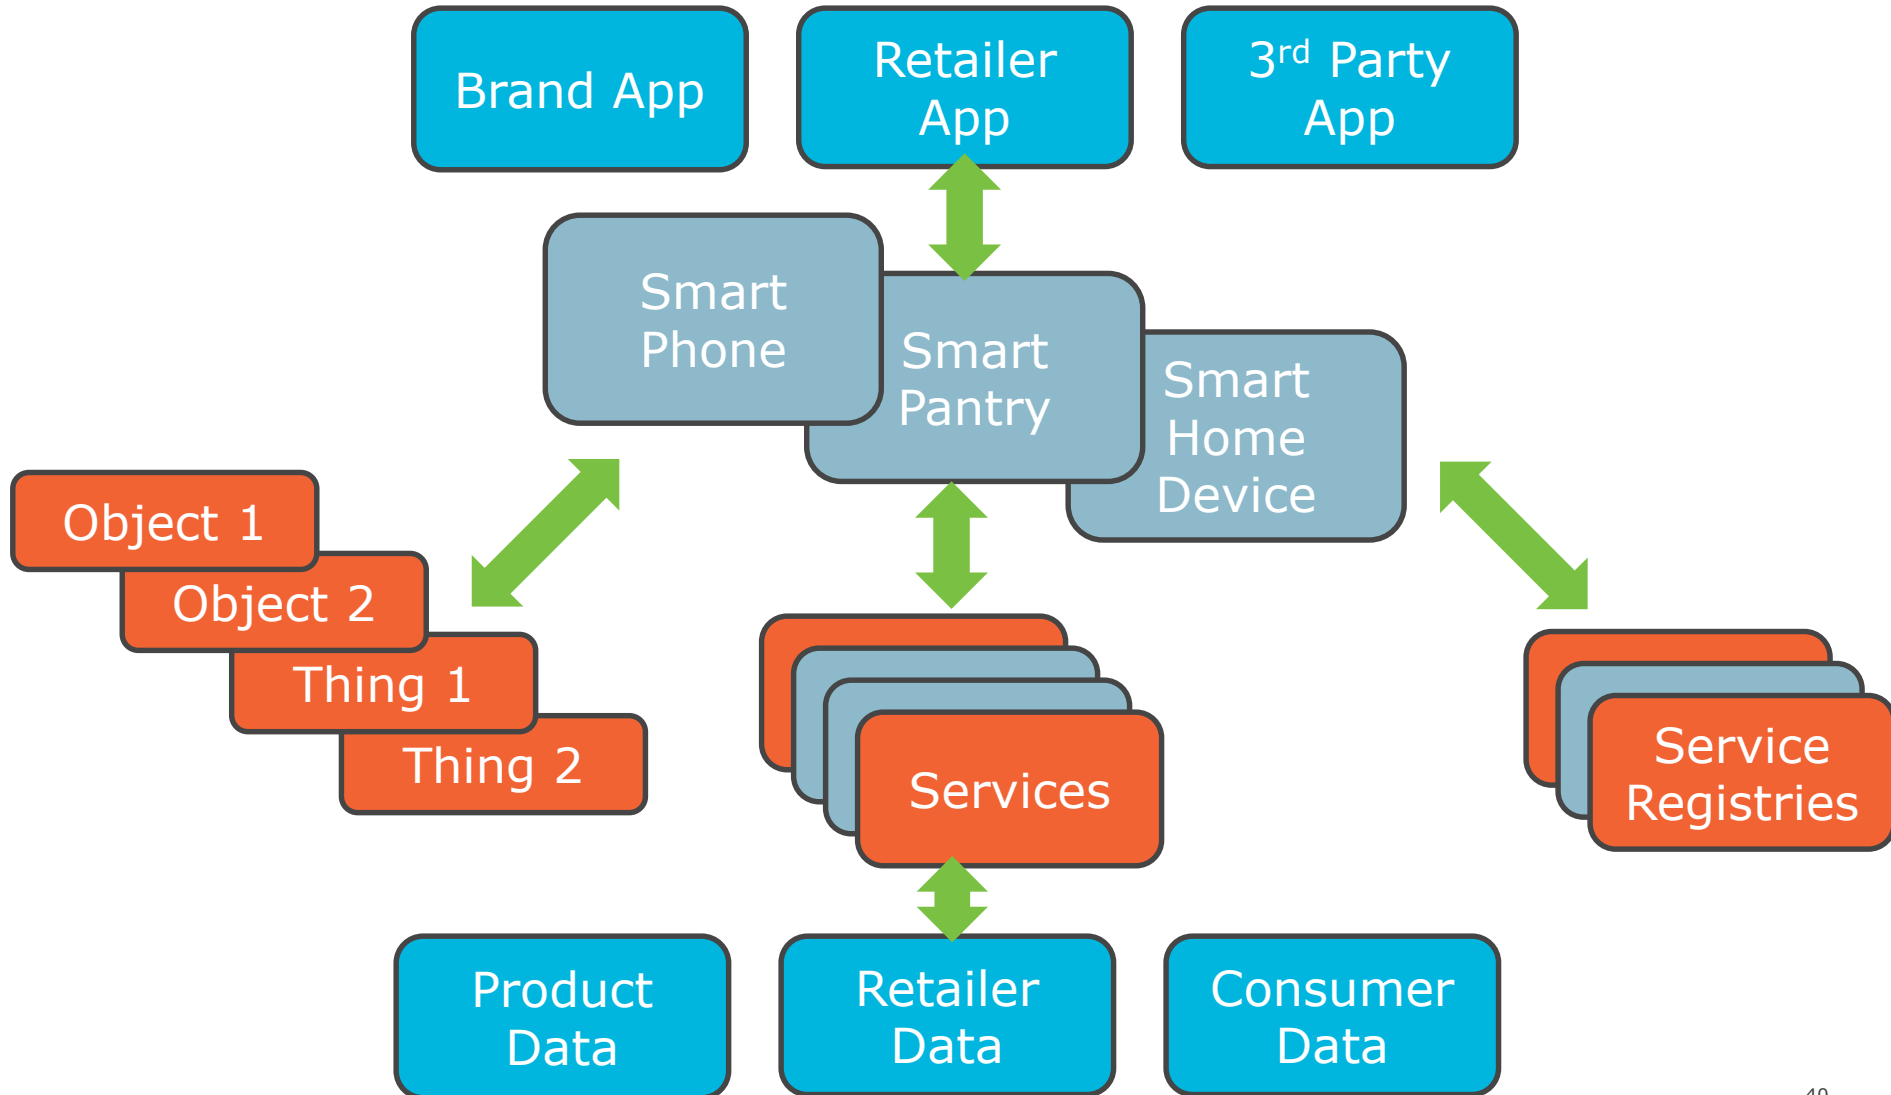 Brand App
Retailer
App
3rd Party
App
Smart
Phone
Smart
Pantry
Smart
Home
Device
Object 1
Object 2
Thing 1
Thing 2
Services
Service
Registries
Product
Data
Retailer
Data
Consumer
Data